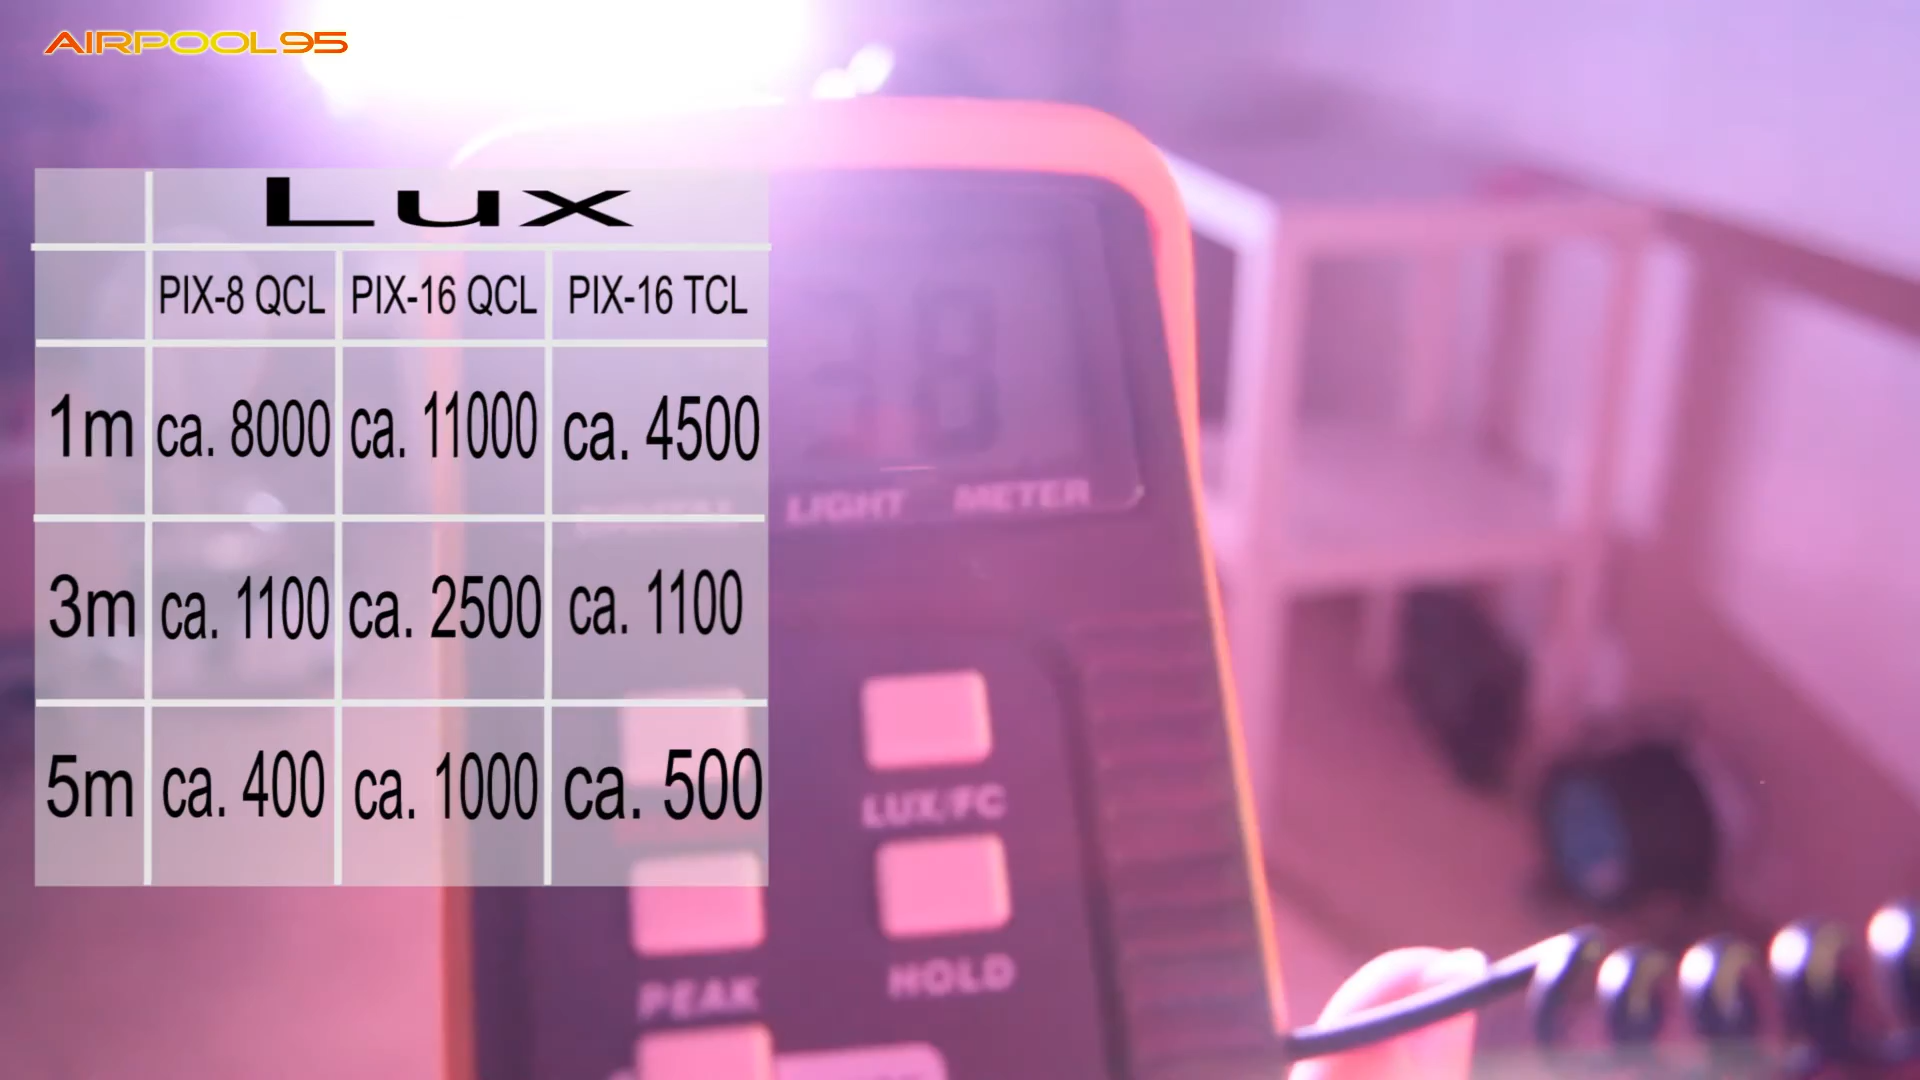 AIRPOOL95
Lux
PIX-8 QCL PIX-16 QCL PIX-16 TCL
1m ca. 8000 ca. 11000 ca. 4500
3m ca. 1100 ca. 2500 ca. 1100
5m ca. 400 ca. 1000 ca. 500
DIGITAL LIGHT METER
LUX/FC
PEAK HOLD